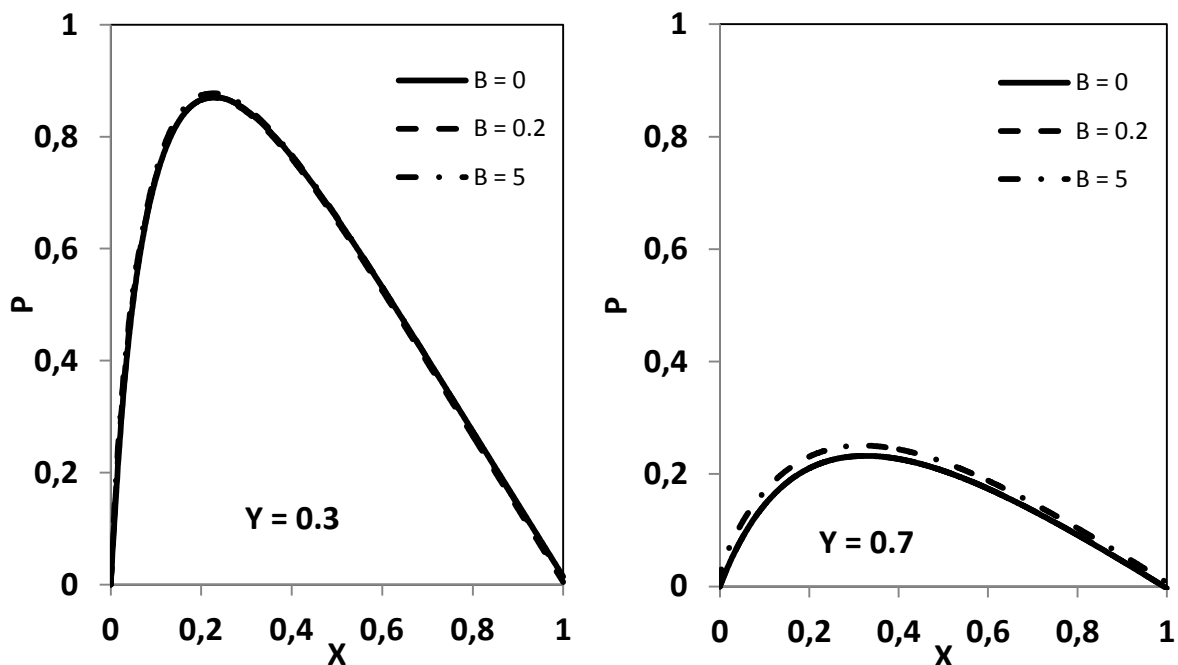 1
0,8
0,6
0,4
0,2
0
P
B = 0
B = 0.2
B = 5
Y = 0.3
0 0,2 0,4 0,6 0,8 1
X
1
0,8
0,6
0,4
0,2
0
P
B = 0
B = 0.2
B = 5
Y = 0.7
0 0,2 0,4 0,6 0,8 1
X